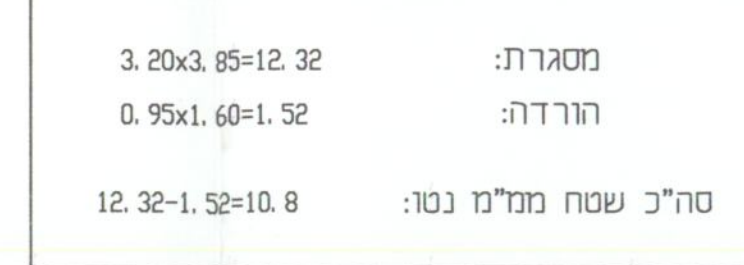 מסגרת: 3.20x3.85=12.32
הורדה: 0.95x1.60=1.52
סה"כ שטח ממ"מ נטו: 12.32-1.52=10.8